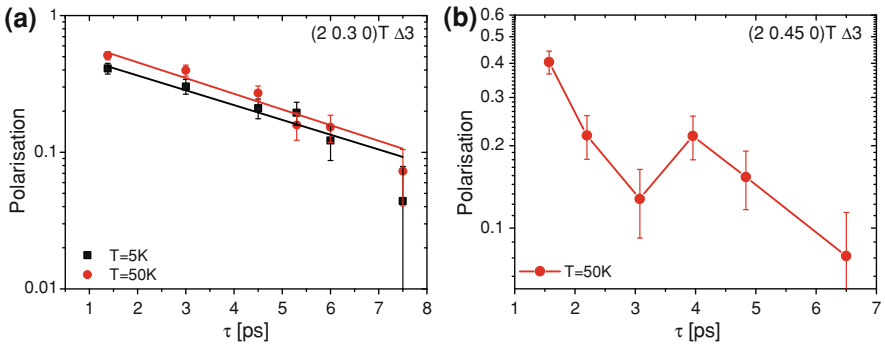 (a)
(2 0.3 0)T Δ3
1
0.1
0.01
Polarisation
T=5K
T=50K
1 2 3 4 5 6 7 8
τ [ps]
(b)
(2 0.45 0)T Δ3
0.6
0.5
0.4
0.3
0.2
0.1
Polarisation
T=50K
1 2 3 4 5 6 7
τ [ps]